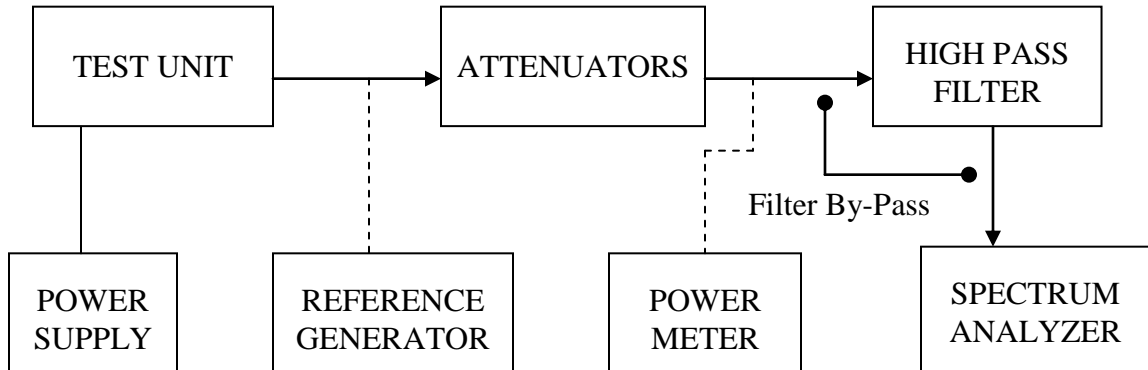 TEST UNIT
ATTENUATORS
HIGH PASS
FILTER
Filter By-Pass
POWER
SUPPLY
REFERENCE
GENERATOR
POWER
METER
SPECTRUM
ANALYZER